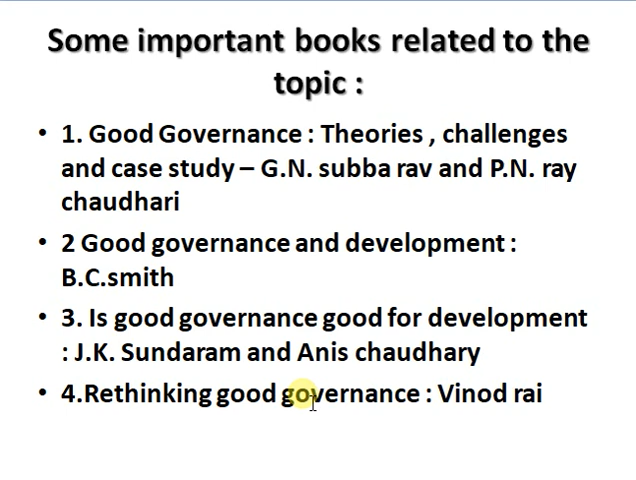 Some important books related to the
topic :
• 1. Good Governance : Theories , challenges
and case study – G.N. subba rav and P.N. ray
chaudhari
• 2 Good governance and development :
B.C.smith
• 3. Is good governance good for development
: J.K. Sundaram and Anis chaudhary
• 4.Rethinking good governance : Vinod rai